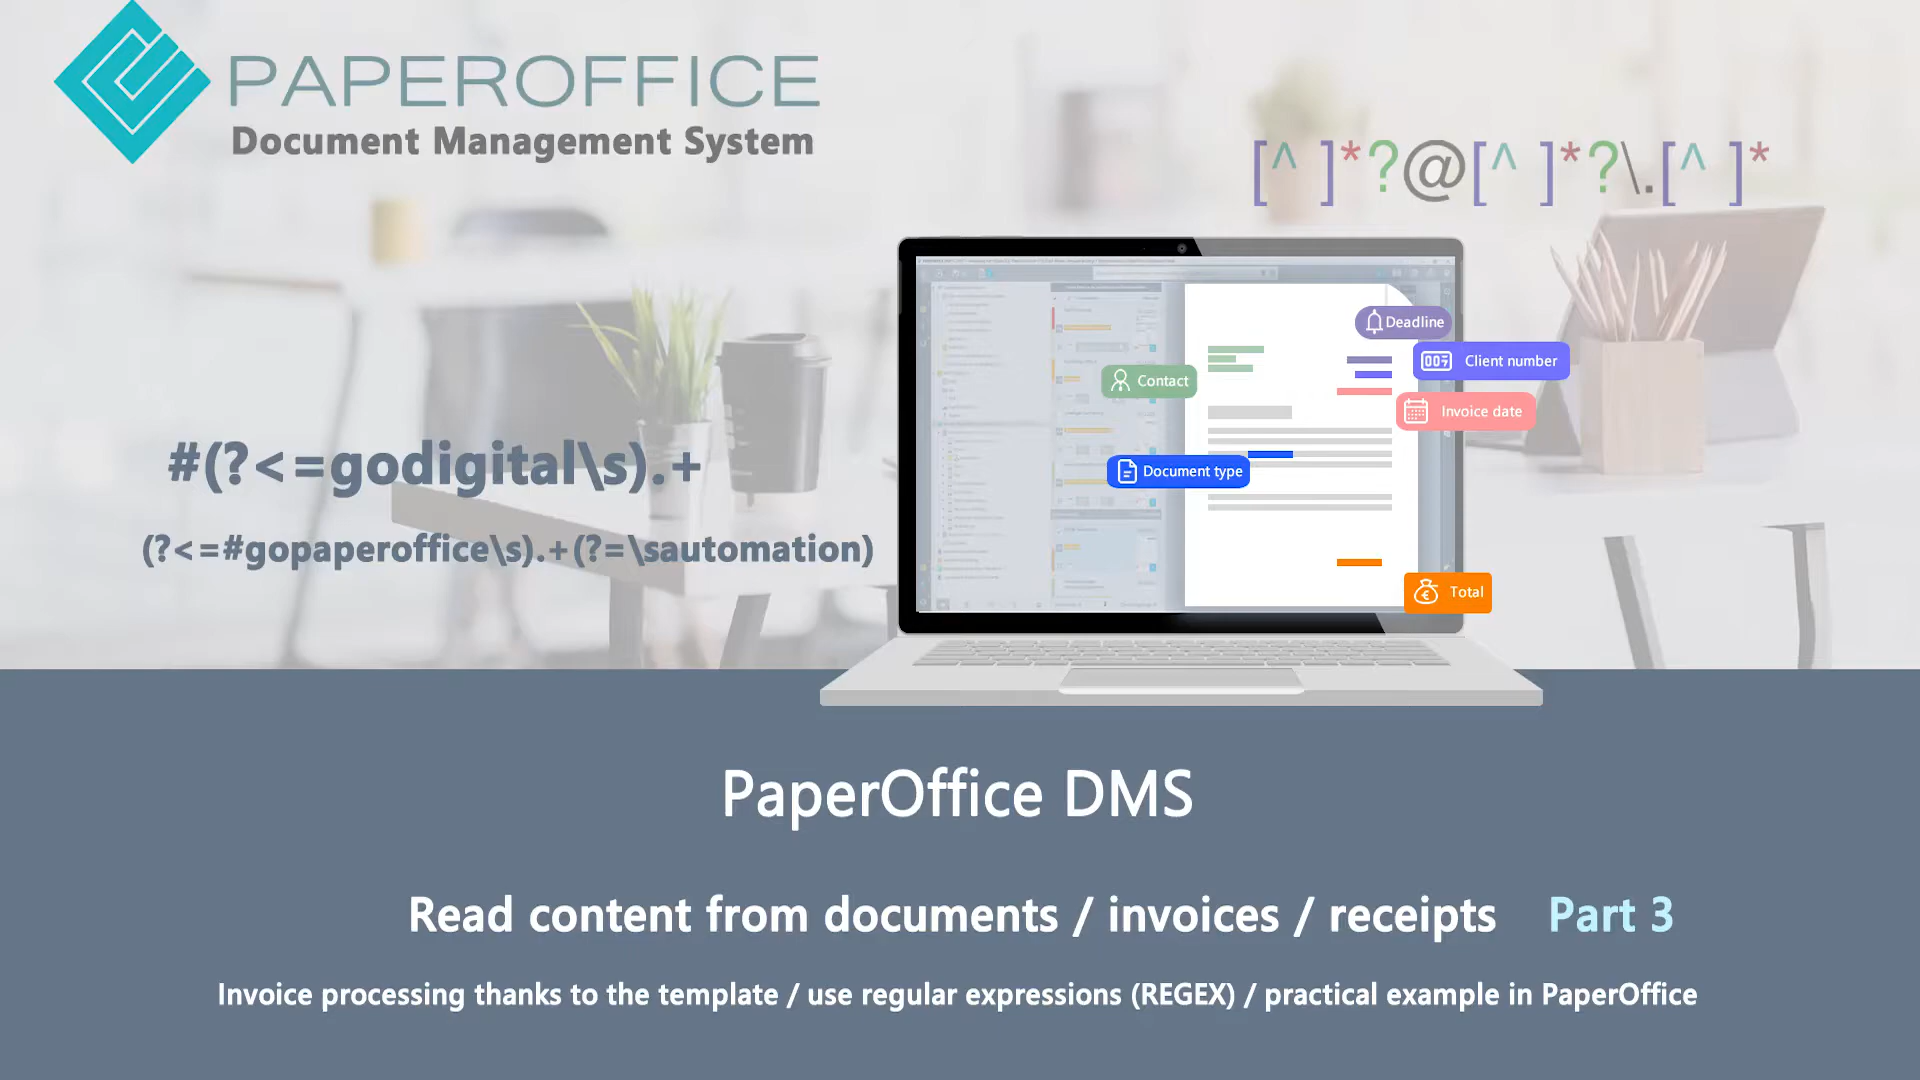 PAPEROFFICE
Document Management System
[^ ]*?@[^ ]*?\.[^ ]*
Deadline
Client number
Contact
Invoice date
#(?<=godigital\s).+
Document type
(?<=#gopaperoffice\s).+(?=\sautomation)
Total
PaperOffice DMS
Read content from documents / invoices / receipts Part 3
Invoice processing thanks to the template / use regular expressions (REGEX) / practical example in PaperOffice